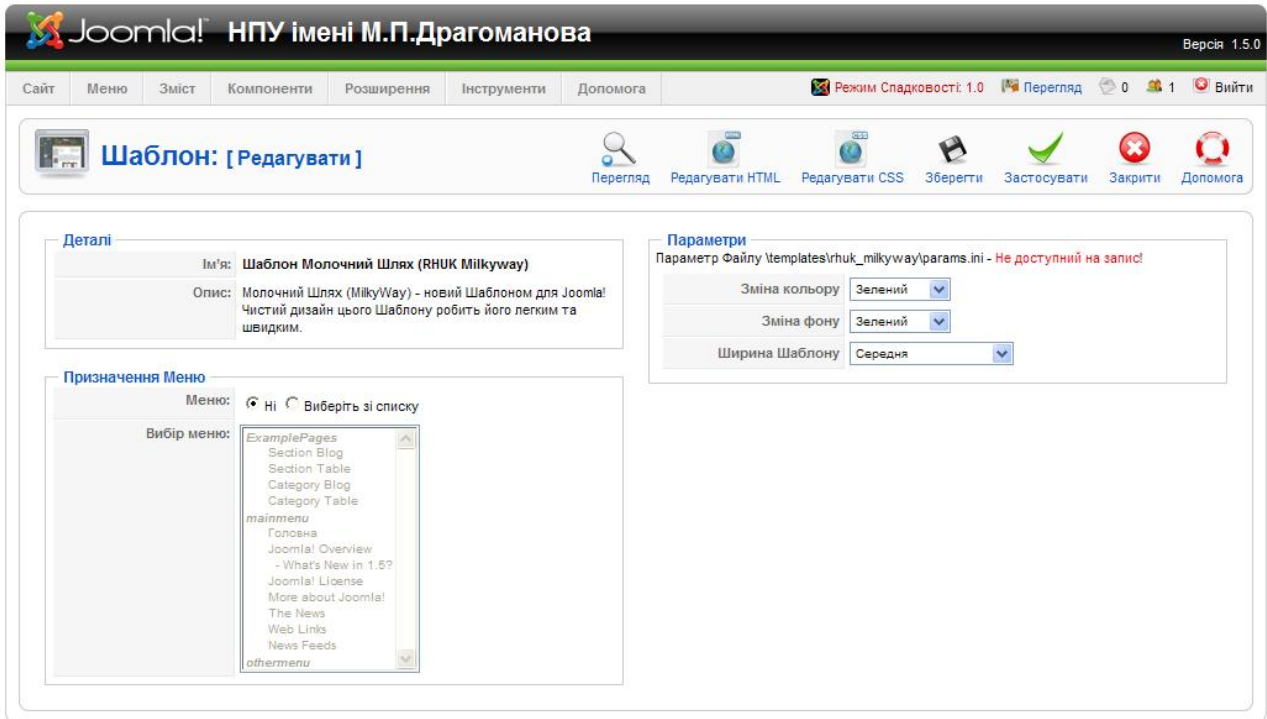 Joomla! НПУ імені М.П.Драгоманова
Версія 1.5.0
Сайт Меню Зміст Компоненти Розширення Інструменти Допомога Режим Спадковості: 1.0 Перегляд 0 1 Вийти
Шаблон: [ Редагувати ]
Перегляд Редагувати HTML Редагувати CSS Зберегти Застосувати Закрити Допомога
Деталі
Ім'я: Шаблон Молочний Шлях (RHUK Milkyway)
Опис: Молочний Шлях (MilkyWay) - новий Шаблоном для Joomla!
Чистий дизайн цього Шаблону робить його легким та
швидким.
Призначення Меню
Меню: Ні Виберіть зі списку
Вибір меню:
ExamplePages
Section Blog
Section Table
Category Blog
Category Table
mainmenu
Головна
Joomla! Overview
- What's New in 1.5?
Joomla! License
More about Joomla!
The News
Web Links
News Feeds
othermenu
Параметри
Параметр Файлу \templates\rhuk_milkyway\params.ini - Не доступний на запис!
Зміна кольору Зелений
Зміна фону Зелений
Ширина Шаблону Середня